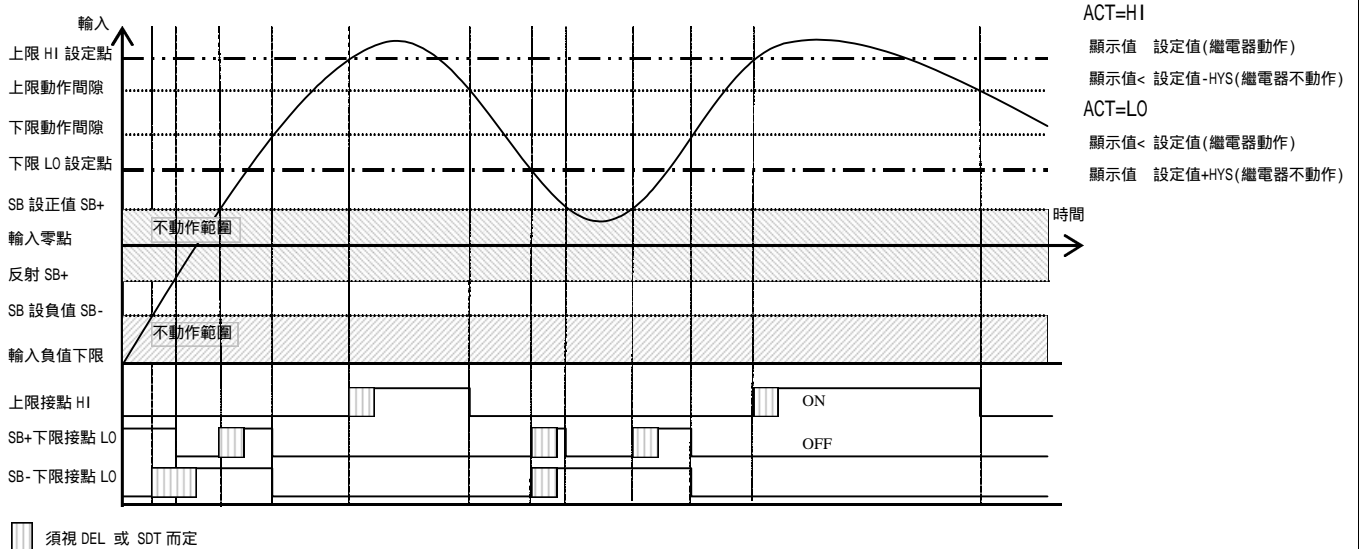 輸入
上限 HI 設定點
上限動作間隙
下限動作間隙
下限 LO 設定點
SB 設正值 SB+
輸入零點
反射 SB+
SB 設負值 SB-
輸入負值下限
上限接點 HI
SB+下限接點 LO
SB-下限接點 LO
不動作範圍
不動作範圍
時間
ON
OFF
須視 DEL 或 SDT 而定
ACT=HI
顯示值 設定值(繼電器動作)
顯示值< 設定值-HYS(繼電器不動作)
ACT=LO
顯示值< 設定值(繼電器動作)
顯示值 設定值+HYS(繼電器不動作)